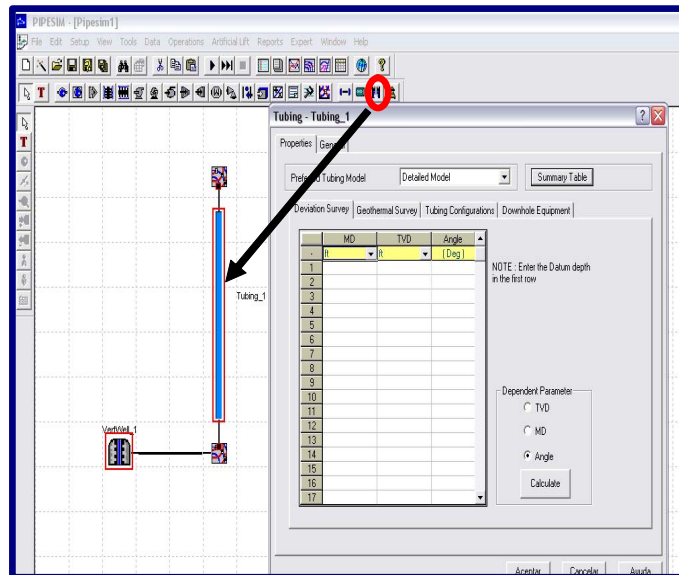 PIPESIM - [Pipesim1]
File Edit Setup View Tools Data Operations Artificial Lift Reports Expert Window Help
T
Tubing - Tubing_1
Properties General
Preferred Tubing Model Detailed Model Summary Table
Deviation Survey Geothermal Survey Tubing Configurations Downhole Equipment
MD TVD Angle
ft ft (Deg)
NOTE : Enter the Datum depth
in the first row
1
2
3
4
5
6
7
8
9
10
11
12
13
14
15
16
17
Dependent Parameter
TVD
MD
Angle
Calculate
T
Tubing_1
VertWell_1
Aceptar Cancelar Ayuda